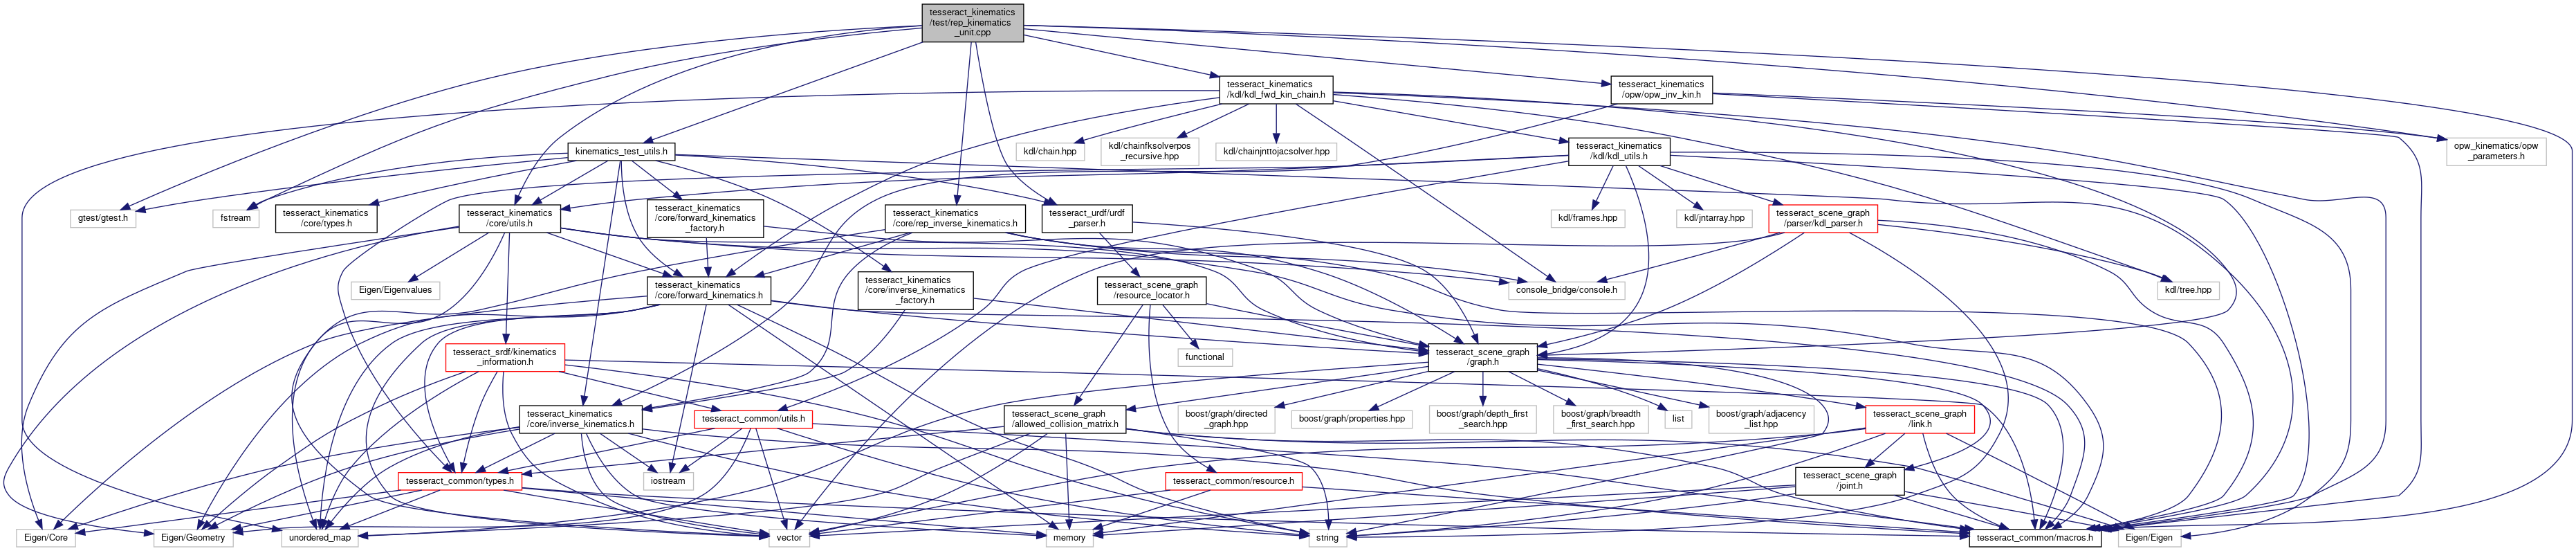 tesseract_kinematics
/test/rep_kinematics
_unit.cpp
tesseract_kinematics
/kdl/kdl_fwd_kin_chain.h
tesseract_kinematics
/opw/opw_inv_kin.h
kinematics_test_utils.h
kdl/chain.hpp
kdl/chainfksolverpos
_recursive.hpp
kdl/chainjnttojacsolver.hpp
tesseract_kinematics
/kdl/kdl_utils.h
opw_kinematics/opw
_parameters.h
gtest/gtest.h
fstream
tesseract_kinematics
/core/types.h
tesseract_kinematics
/core/utils.h
tesseract_kinematics
/core/forward_kinematics
_factory.h
tesseract_kinematics
/core/rep_inverse_kinematics.h
tesseract_urdf/urdf
_parser.h
kdl/frames.hpp
kdl/jntarray.hpp
tesseract_scene_graph
/parser/kdl_parser.h
Eigen/Eigenvalues
tesseract_kinematics
/core/forward_kinematics.h
tesseract_kinematics
/core/inverse_kinematics
_factory.h
tesseract_scene_graph
/resource_locator.h
console_bridge/console.h
kdl/tree.hpp
tesseract_srdf/kinematics
_information.h
functional
tesseract_scene_graph
/graph.h
tesseract_kinematics
/core/inverse_kinematics.h
tesseract_common/utils.h
tesseract_scene_graph
/allowed_collision_matrix.h
boost/graph/directed
_graph.hpp
boost/graph/properties.hpp
boost/graph/depth_first
_search.hpp
boost/graph/breadth
_first_search.hpp
list
boost/graph/adjacency
_list.hpp
tesseract_scene_graph
/link.h
tesseract_common/types.h
iostream
tesseract_common/resource.h
tesseract_scene_graph
/joint.h
Eigen/Core
Eigen/Geometry
unordered_map
vector
memory
string
tesseract_common/macros.h
Eigen/Eigen